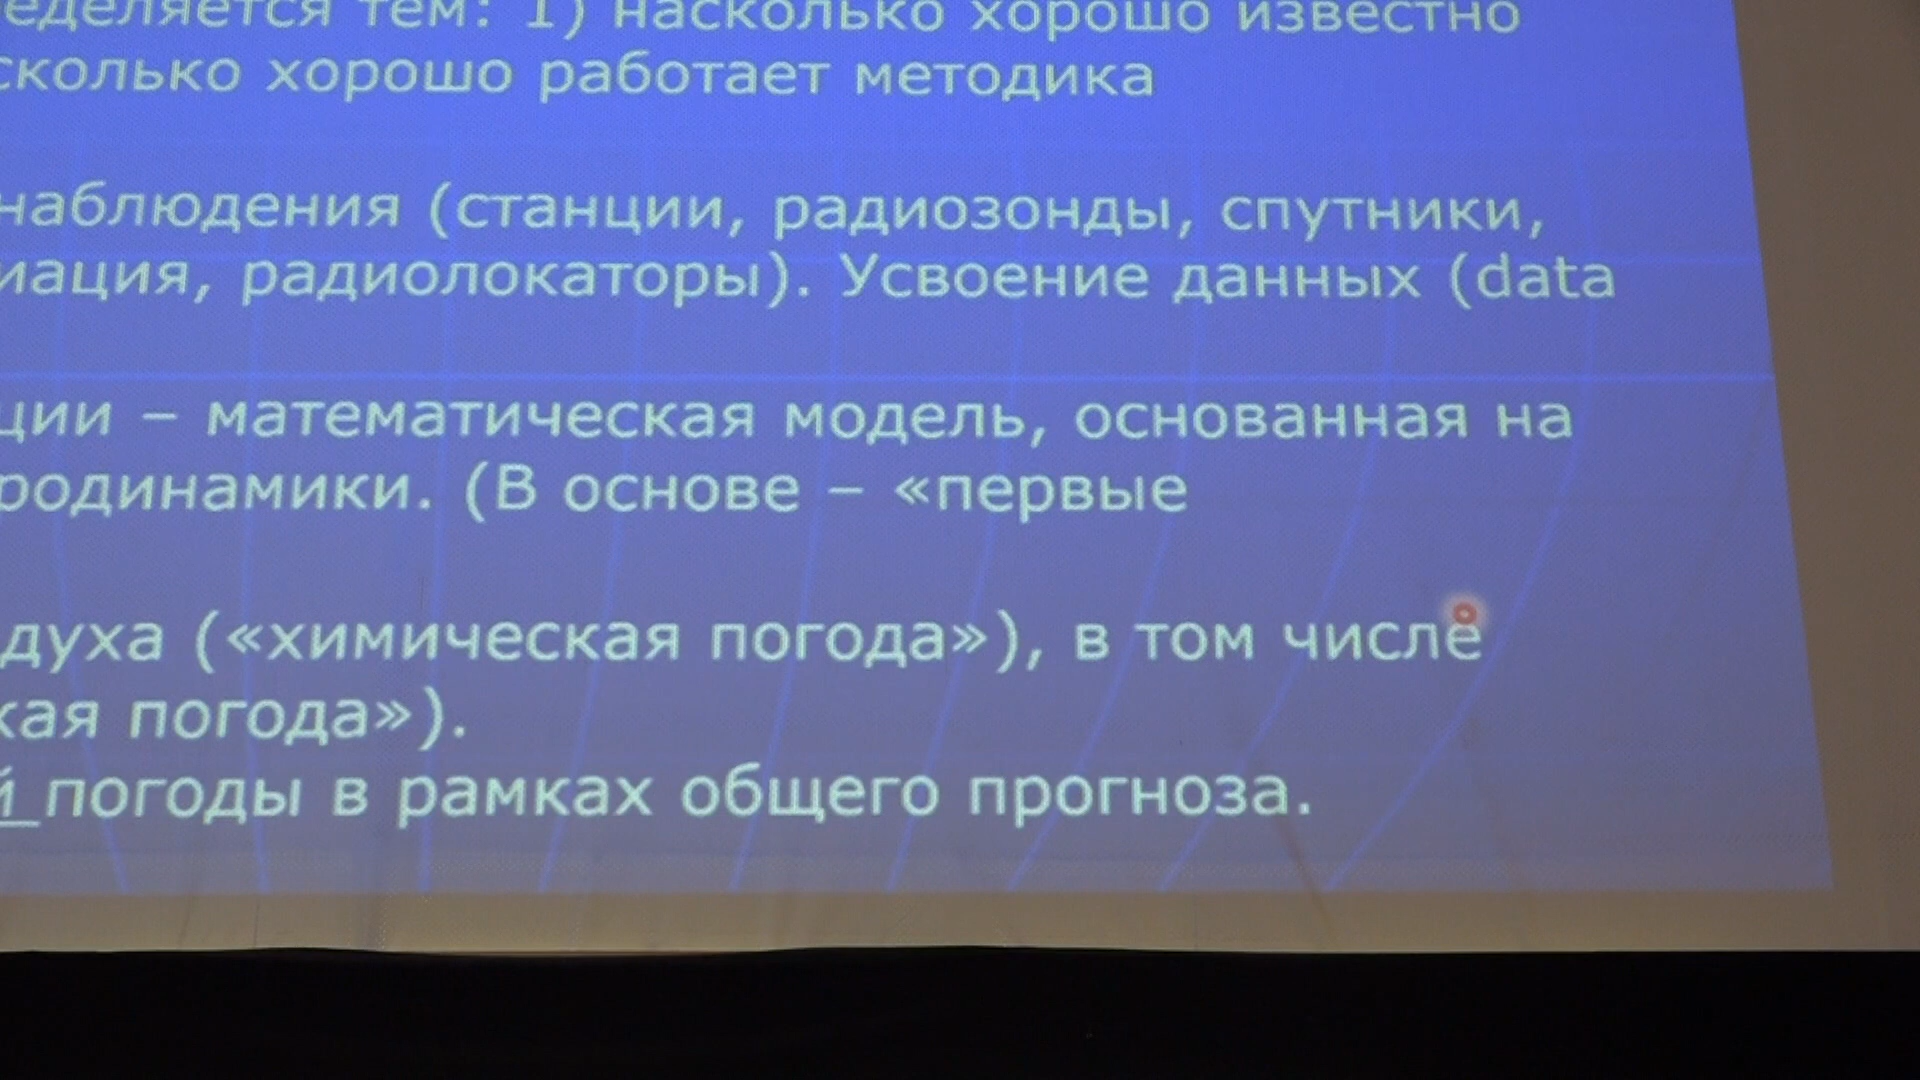 еделяется тем: 1) насколько хорошо известно
сколько хорошо работает методика
наблюдения (станции, радиозонды, спутники,
иация, радиолокаторы). Усвоение данных (data
ции – математическая модель, основанная на
родинамики. (В основе – «первые
духа («химическая погода»), в том числе
кая погода»).
й погоды в рамках общего прогноза.